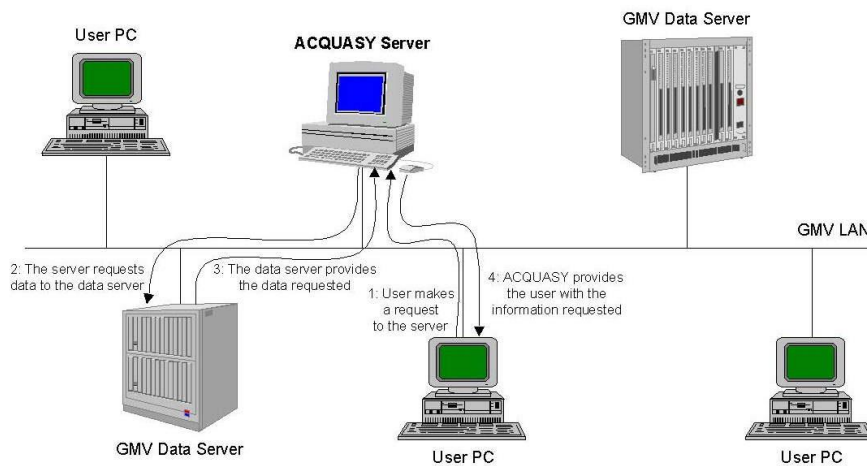 User PC
ACQUASY Server
GMV Data Server
GMV LAN
2: The server requests
data to the data server
3: The data server provides
the data requested
1: User makes
a request
to the server
4: ACQUASY provides
the user with the
information requested
GMV Data Server
User PC
User PC